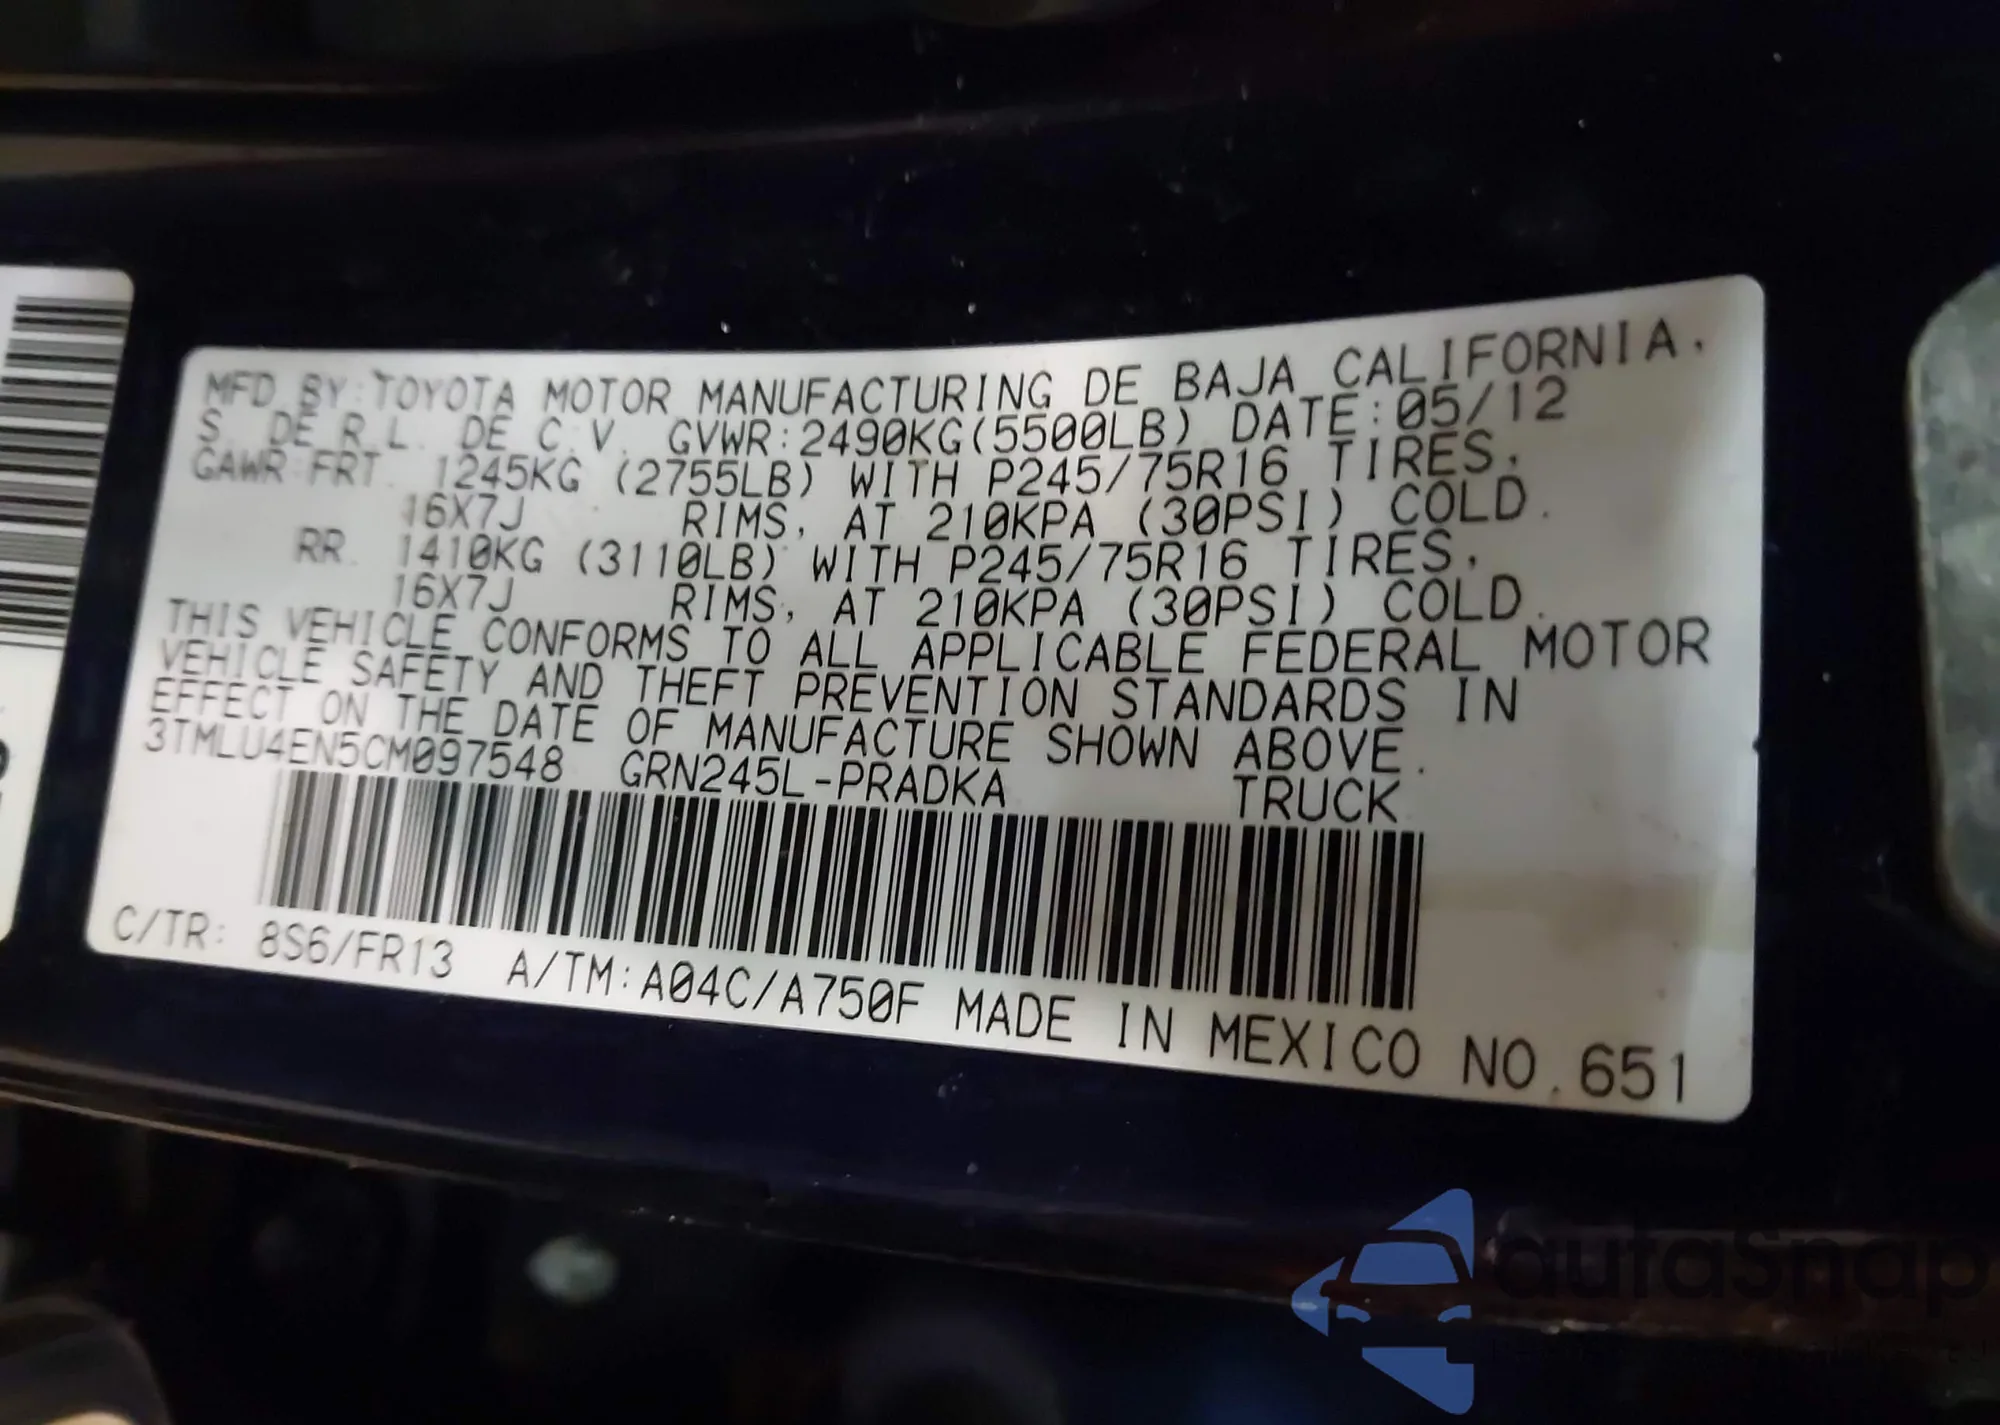 MFD. BY: TOYOTA MOTOR MANUFACTURING DE BAJA CALIFORNIA,
S. DE R.L. DE C.V. GVWR:2490KG(5500LB) DATE:05/12
GAWR FRT. 1245KG (2755LB) WITH P245/75R16 TIRES,
16X7J RIMS, AT 210KPA (30PSI) COLD.
RR. 1410KG (3110LB) WITH P245/75R16 TIRES,
16X7J RIMS, AT 210KPA (30PSI) COLD.
THIS VEHICLE CONFORMS TO ALL APPLICABLE FEDERAL MOTOR
VEHICLE SAFETY AND THEFT PREVENTION STANDARDS IN
EFFECT ON THE DATE OF MANUFACTURE SHOWN ABOVE.
3TMLU4EN5CM097548 GRN245L-PRADKA TRUCK
C/TR: 8S6/FR13 A/TM:A04C/A750F MADE IN MEXICO NO.651
autasnap